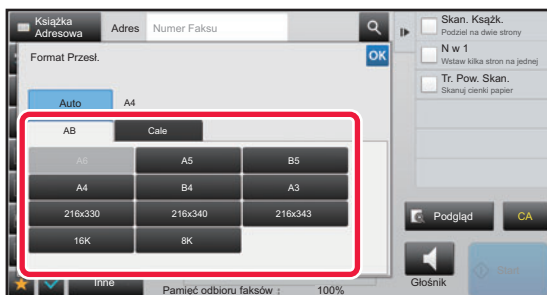 Książka
Adresowa
Adres
Numer Faksu
Format Przesł.
OK
Auto
A4
AB
Cale
A6
A5
B5
A4
B4
A3
216x330
216x340
216x343
16K
8K
Inne
Pamięć odbioru faksów :
100%
Skan. Książk.
Podziel na dwie strony
N w 1
Wstaw kilka stron na jednej
Tr. Pow. Skan.
Skanuj cienki papier
Podgląd
CA
Głośnik
Start